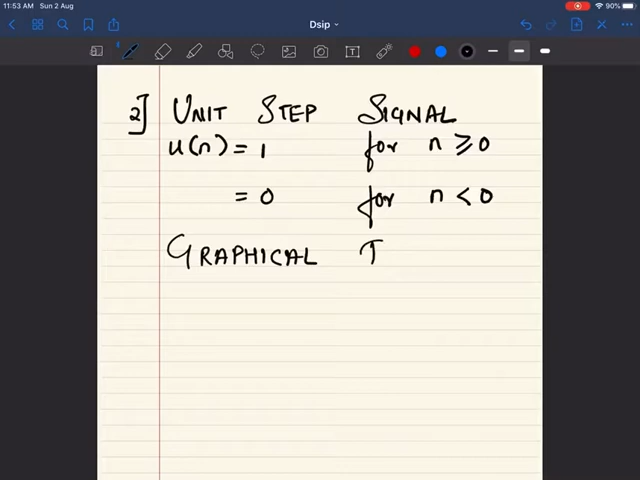 11:53 AM Sun 2 Aug
90%
Dsip
2] UNIT STEP SIGNAL
u(n) = 1 for n ⩾ 0
= 0 for n < 0
GRAPHICAL